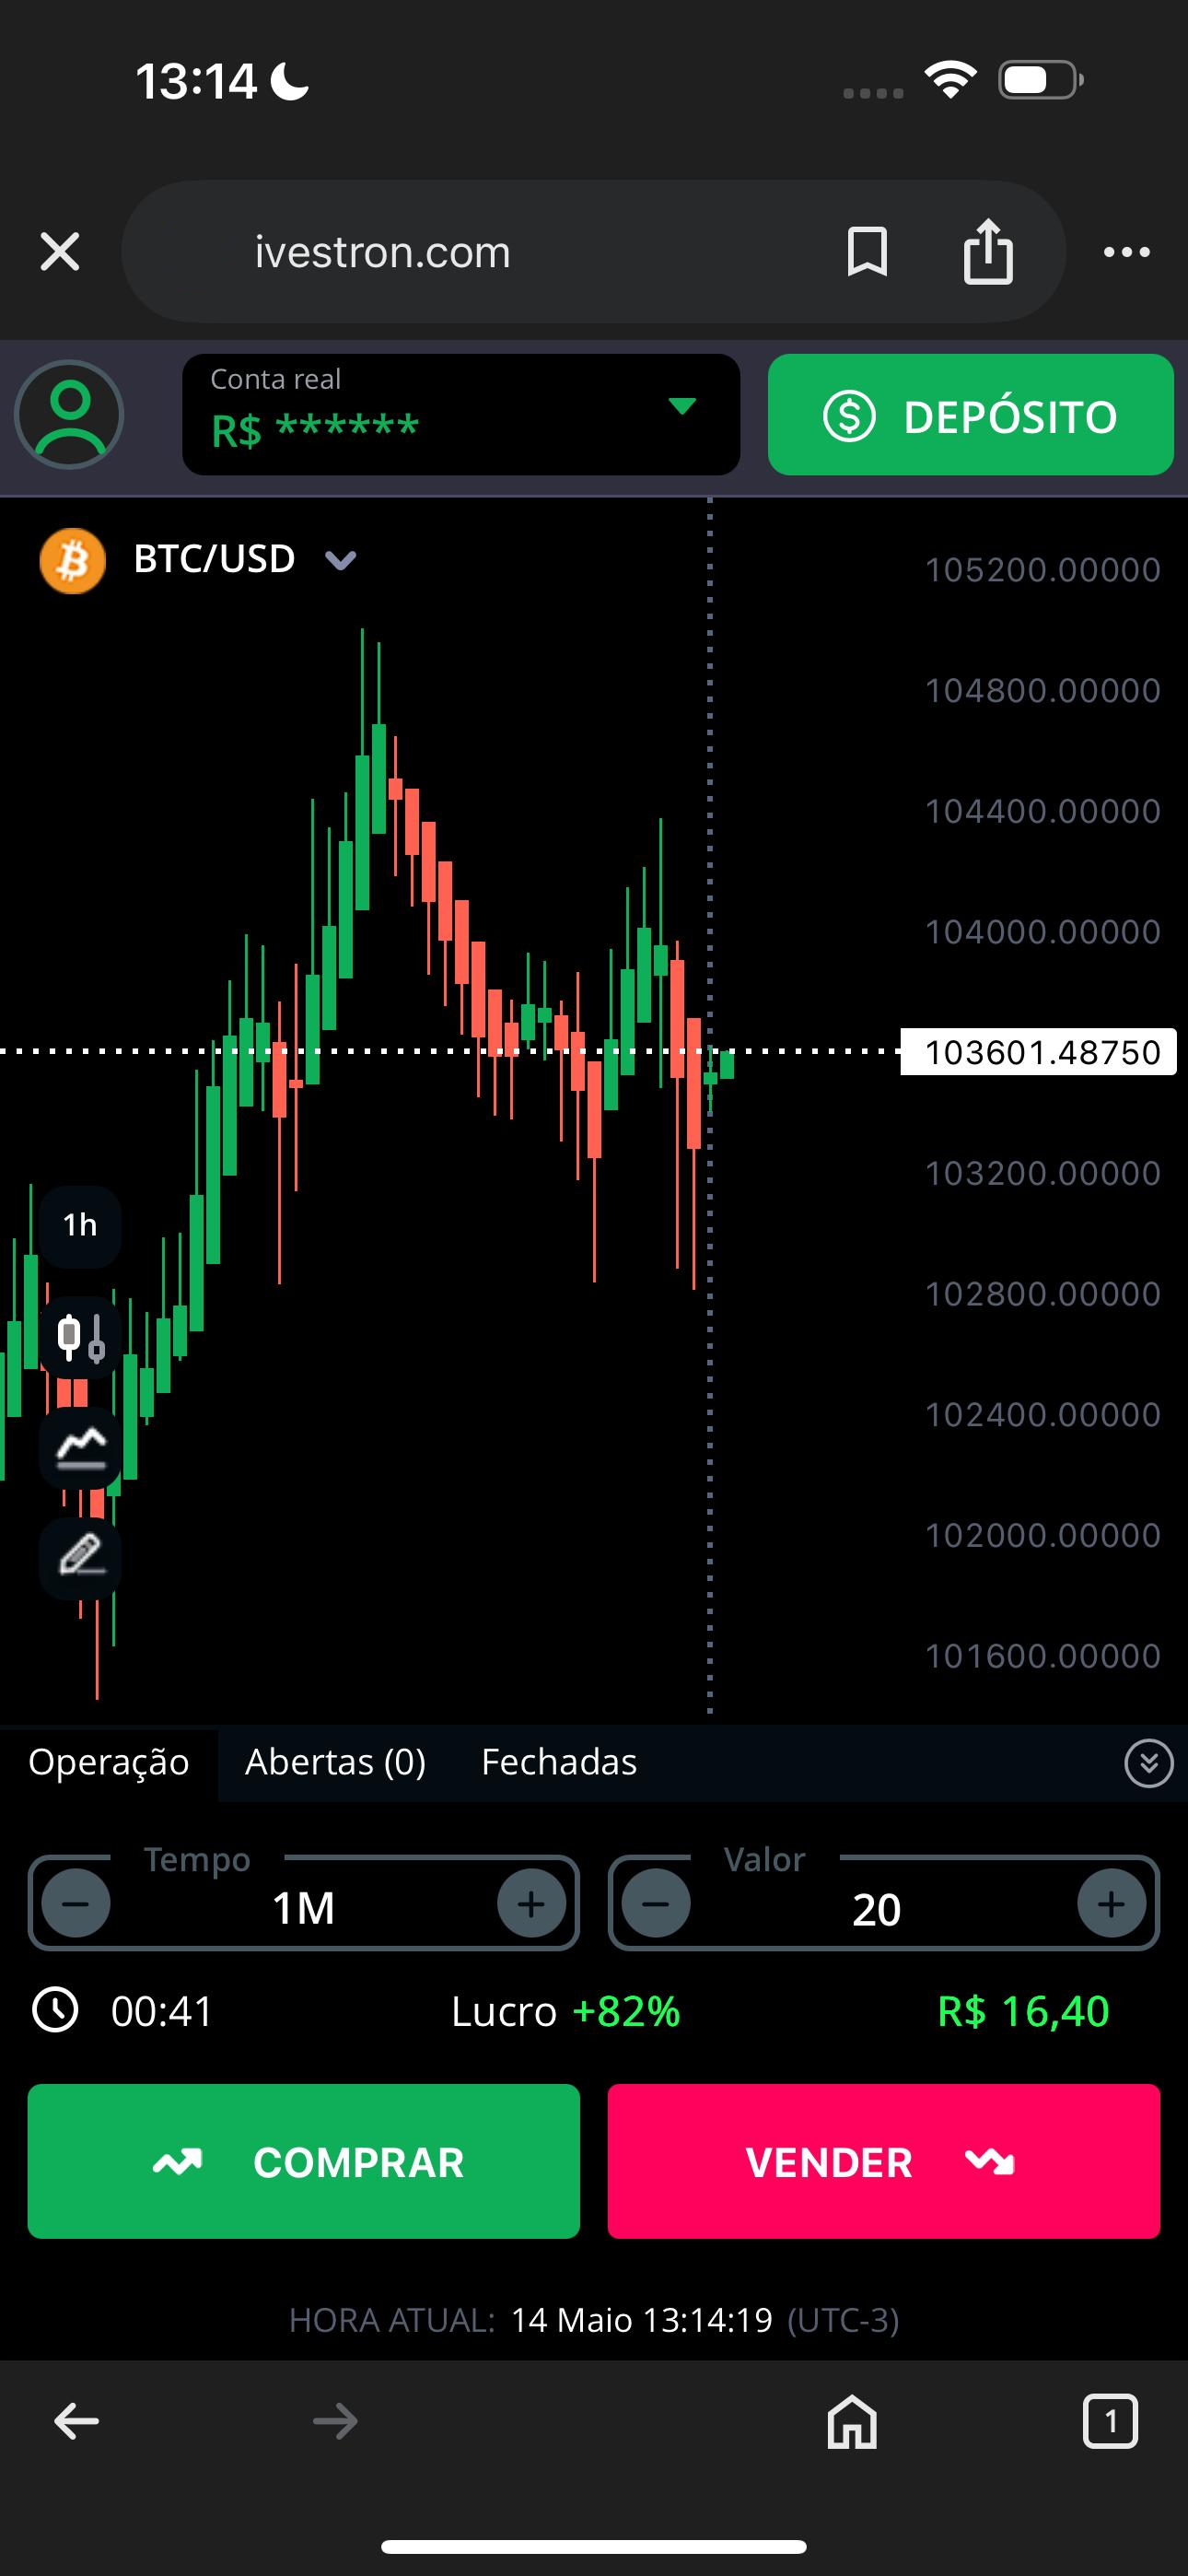 13:14
ivestron.com
Conta real
R$ ******
DEPÓSITO
BTC/USD
105200.00000
104800.00000
104400.00000
104000.00000
103601.48750
103200.00000
102800.00000
102400.00000
102000.00000
101600.00000
1h
Operação
Abertas (0)
Fechadas
Tempo
1M
Valor
20
00:41
Lucro +82%
R$ 16,40
COMPRAR
VENDER
HORA ATUAL: 14 Maio 13:14:19 (UTC-3)
1